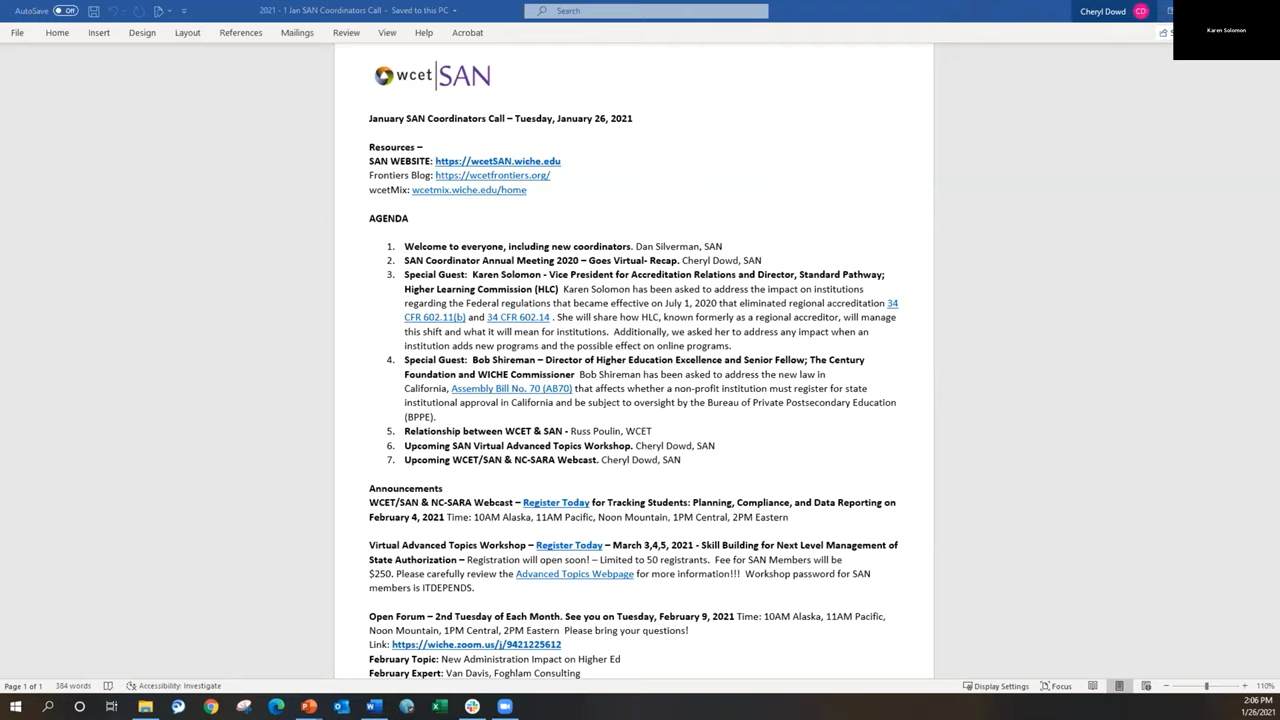 AutoSave Off 2021 - 1 Jan SAN Coordinators Call - Saved to this PC Search Cheryl Dowd CD
Karen Solomon
File Home Insert Design Layout References Mailings Review View Help Acrobat
wcet SAN
January SAN Coordinators Call – Tuesday, January 26, 2021
Resources –
SAN WEBSITE: https://wcetSAN.wiche.edu
Frontiers Blog: https://wcetfrontiers.org/
wcetMix: wcetmix.wiche.edu/home
AGENDA
1. Welcome to everyone, including new coordinators. Dan Silverman, SAN
2. SAN Coordinator Annual Meeting 2020 – Goes Virtual- Recap. Cheryl Dowd, SAN
3. Special Guest: Karen Solomon - Vice President for Accreditation Relations and Director, Standard Pathway;
Higher Learning Commission (HLC) Karen Solomon has been asked to address the impact on institutions
regarding the Federal regulations that became effective on July 1, 2020 that eliminated regional accreditation 34
CFR 602.11(b) and 34 CFR 602.14 . She will share how HLC, known formerly as a regional accreditor, will manage
this shift and what it will mean for institutions. Additionally, we asked her to address any impact when an
institution adds new programs and the possible effect on online programs.
4. Special Guest: Bob Shireman – Director of Higher Education Excellence and Senior Fellow; The Century
Foundation and WICHE Commissioner Bob Shireman has been asked to address the new law in
California, Assembly Bill No. 70 (AB70) that affects whether a non-profit institution must register for state
institutional approval in California and be subject to oversight by the Bureau of Private Postsecondary Education
(BPPE).
5. Relationship between WCET & SAN - Russ Poulin, WCET
6. Upcoming SAN Virtual Advanced Topics Workshop. Cheryl Dowd, SAN
7. Upcoming WCET/SAN & NC-SARA Webcast. Cheryl Dowd, SAN
Announcements
WCET/SAN & NC-SARA Webcast – Register Today for Tracking Students: Planning, Compliance, and Data Reporting on
February 4, 2021 Time: 10AM Alaska, 11AM Pacific, Noon Mountain, 1PM Central, 2PM Eastern
Virtual Advanced Topics Workshop – Register Today – March 3,4,5, 2021 - Skill Building for Next Level Management of
State Authorization – Registration will open soon! – Limited to 50 registrants. Fee for SAN Members will be
$250. Please carefully review the Advanced Topics Webpage for more information!!! Workshop password for SAN
members is ITDEPENDS.
Open Forum – 2nd Tuesday of Each Month. See you on Tuesday, February 9, 2021 Time: 10AM Alaska, 11AM Pacific,
Noon Mountain, 1PM Central, 2PM Eastern Please bring your questions!
Link: https://wiche.zoom.us/j/9421225612
February Topic: New Administration Impact on Higher Ed
February Expert: Van Davis, Foghlam Consulting
Page 1 of 1 384 words Accessibility: Investigate Display Settings Focus 110%
2:06 PM
1/26/2021